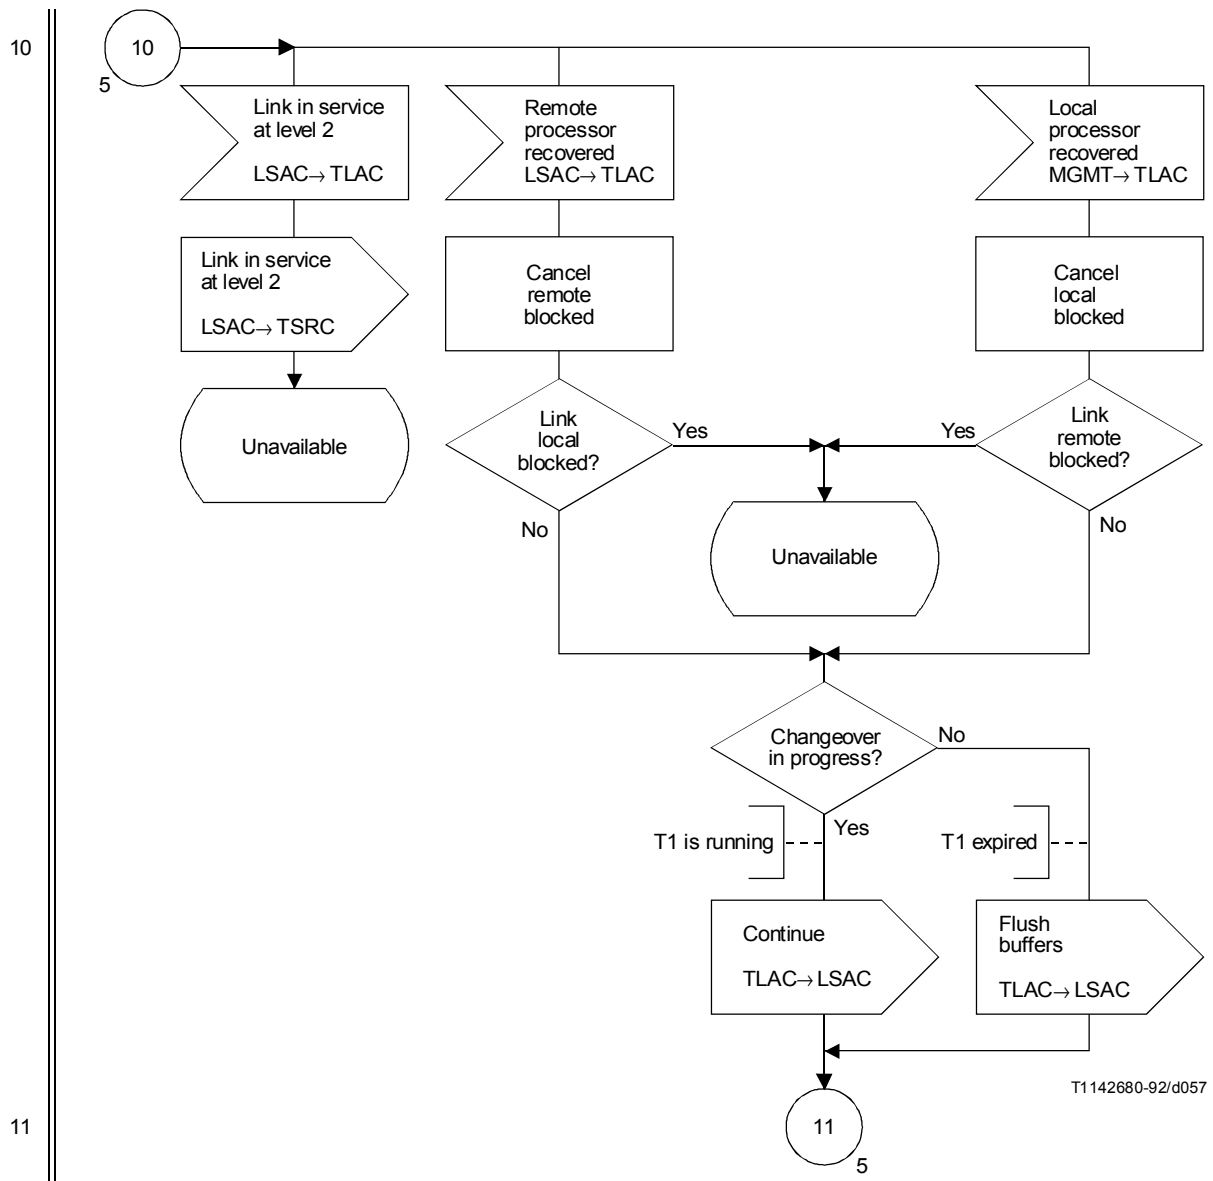 10
10
5
Link in service
at level 2
LSAC→TLAC
Remote
processor
recovered
LSAC→TLAC
Local
processor
recovered
MGMT→TLAC
Link in service
at level 2
LSAC→TSRC
Cancel
remote
blocked
Cancel
local
blocked
Unavailable
Link
local
blocked?
Yes
No
Yes
Link
remote
blocked?
No
Unavailable
Changeover
in progress?
No
Yes
T1 is running
T1 expired
Continue
TLAC→LSAC
Flush
buffers
TLAC→LSAC
T1142680-92/d057
11
11
5